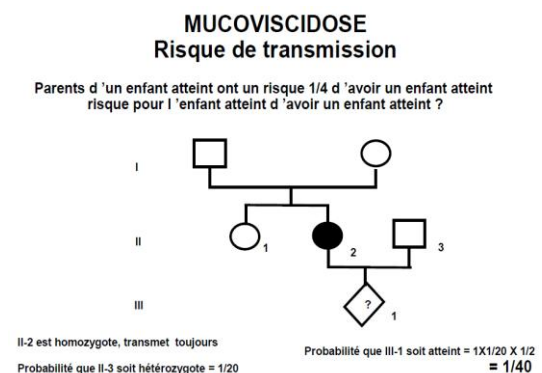 MUCOVISCIDOSE
Risque de transmission
Parents d 'un enfant atteint ont un risque 1/4 d 'avoir un enfant atteint
risque pour l 'enfant atteint d 'avoir un enfant atteint ?
I
II
1
2
3
III
?
1
II-2 est homozygote, transmet toujours
Probabilité que II-3 soit hétérozygote = 1/20
Probabilité que III-1 soit atteint = 1X1/20 X 1/2
= 1/40